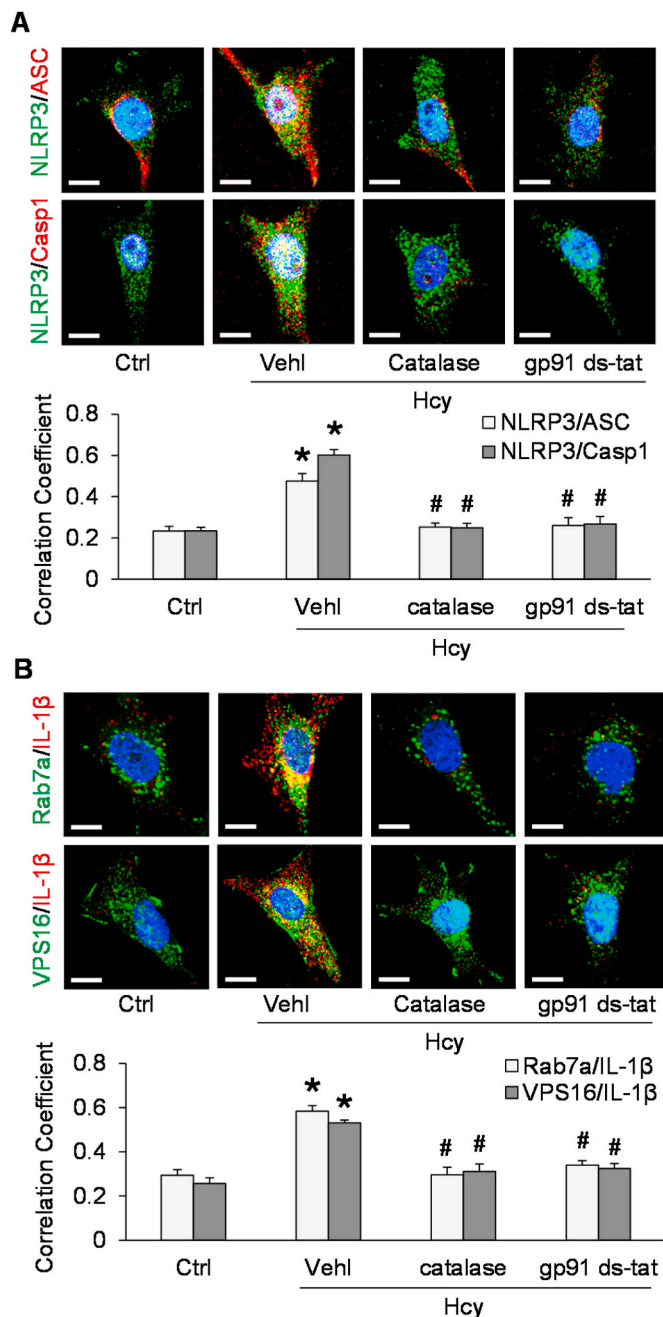 A
NLRP3/ASC
NLRP3/Casp1
Ctrl Vehl Catalase gp91 ds-tat
Hcy
Correlation Coefficient
0.8
0.6
0.4
0.2
0
* *
# #
# #
NLRP3/ASC
NLRP3/Casp1
Ctrl Vehl catalase gp91 ds-tat
Hcy
B
Rab7a/IL-1β
VPS16/IL-1β
Ctrl Vehl Catalase gp91 ds-tat
Hcy
Correlation Coefficient
0.8
0.6
0.4
0.2
0
* *
# #
# #
Rab7a/IL-1β
VPS16/IL-1β
Ctrl Vehl catalase gp91 ds-tat
Hcy